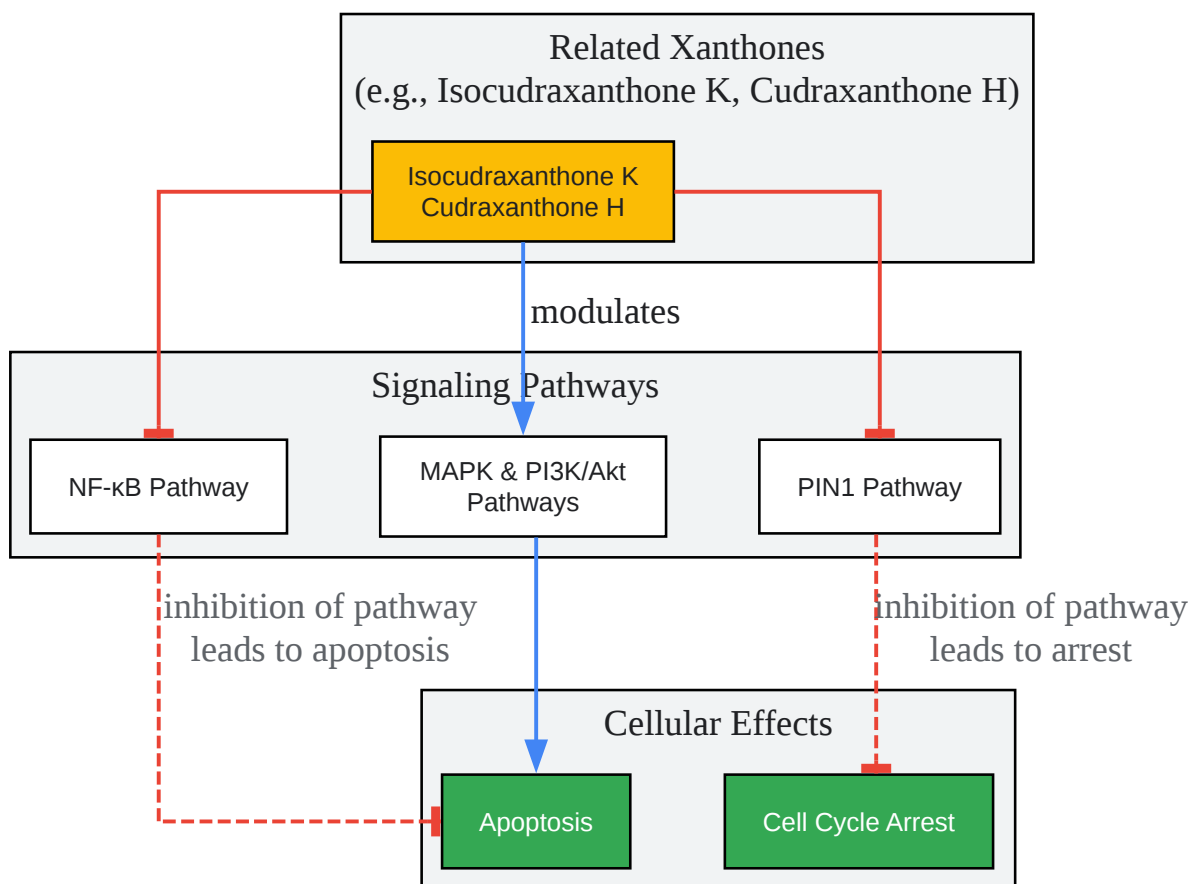 Related Xanthones
(e.g., Isocudraxanthone K, Cudraxanthone H)
Isocudraxanthone K
Cudraxanthone H
modulates
Signaling Pathways
NF-κB Pathway
MAPK & PI3K/Akt
Pathways
PIN1 Pathway
inhibition of pathway
leads to apoptosis
inhibition of pathway
leads to arrest
Cellular Effects
Apoptosis
Cell Cycle Arrest